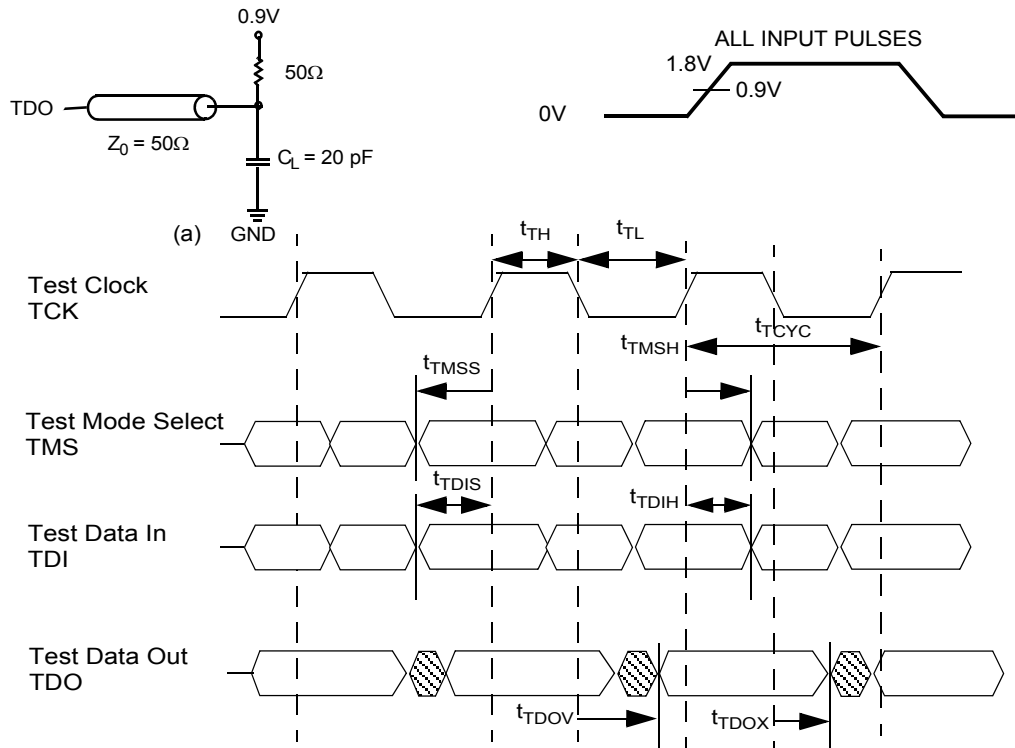 0.9V
50Ω
TDO
Z0 = 50Ω
CL = 20 pF
(a)
GND
ALL INPUT PULSES
1.8V
0.9V
0V
tTH
tTL
Test Clock
TCK
tTCYC
tTMSH
tTMSS
Test Mode Select
TMS
tTDIS
tTDIH
Test Data In
TDI
Test Data Out
TDO
tTDOV
tTDOX